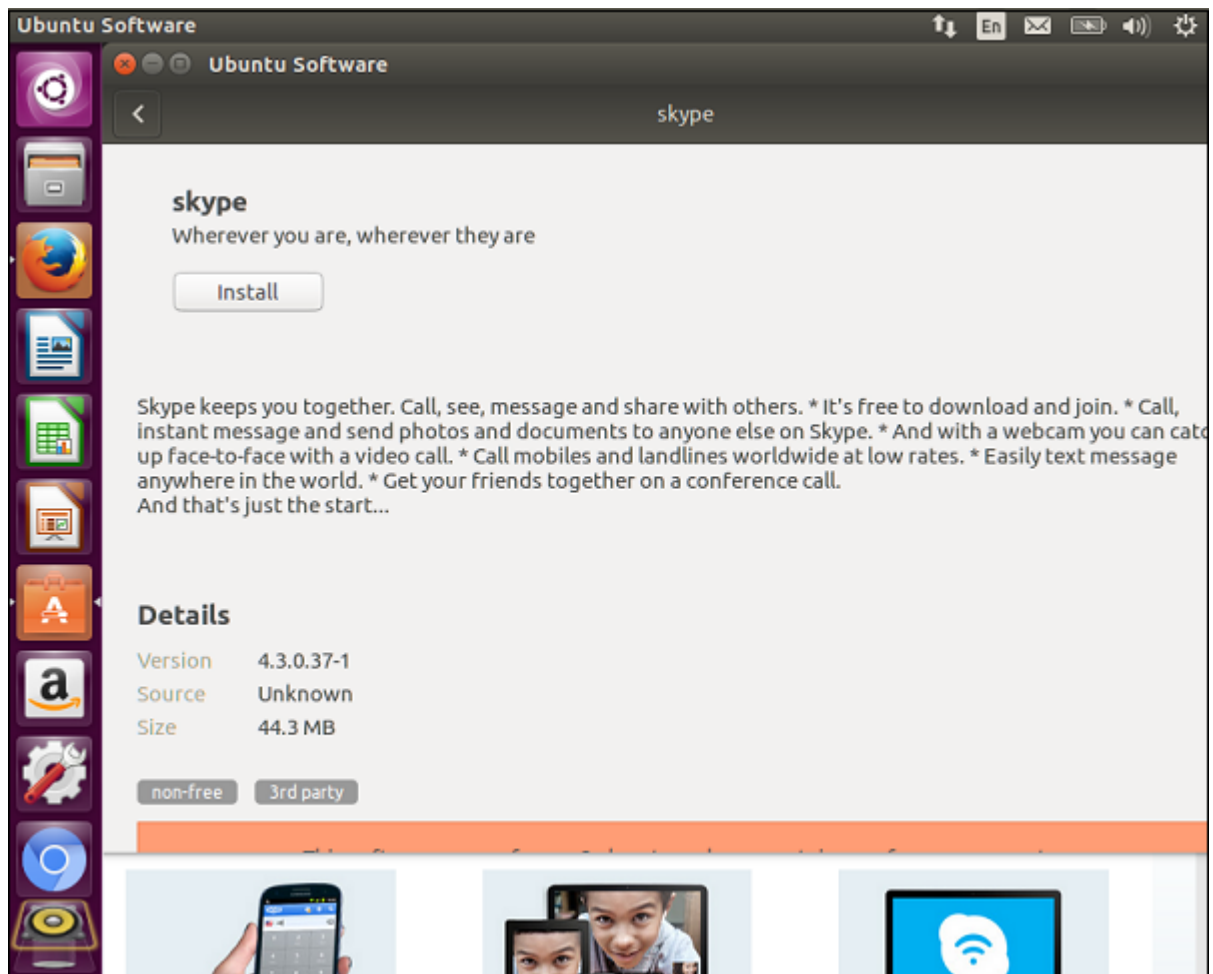 Ubuntu Software
En
Ubuntu Software
skype
skype
Wherever you are, wherever they are
Install
Skype keeps you together. Call, see, message and share with others. * It's free to download and join. * Call,
instant message and send photos and documents to anyone else on Skype. * And with a webcam you can catc
up face-to-face with a video call. * Call mobiles and landlines worldwide at low rates. * Easily text message
anywhere in the world. * Get your friends together on a conference call.
And that's just the start...
Details
Version 4.3.0.37-1
Source Unknown
Size 44.3 MB
non-free 3rd party